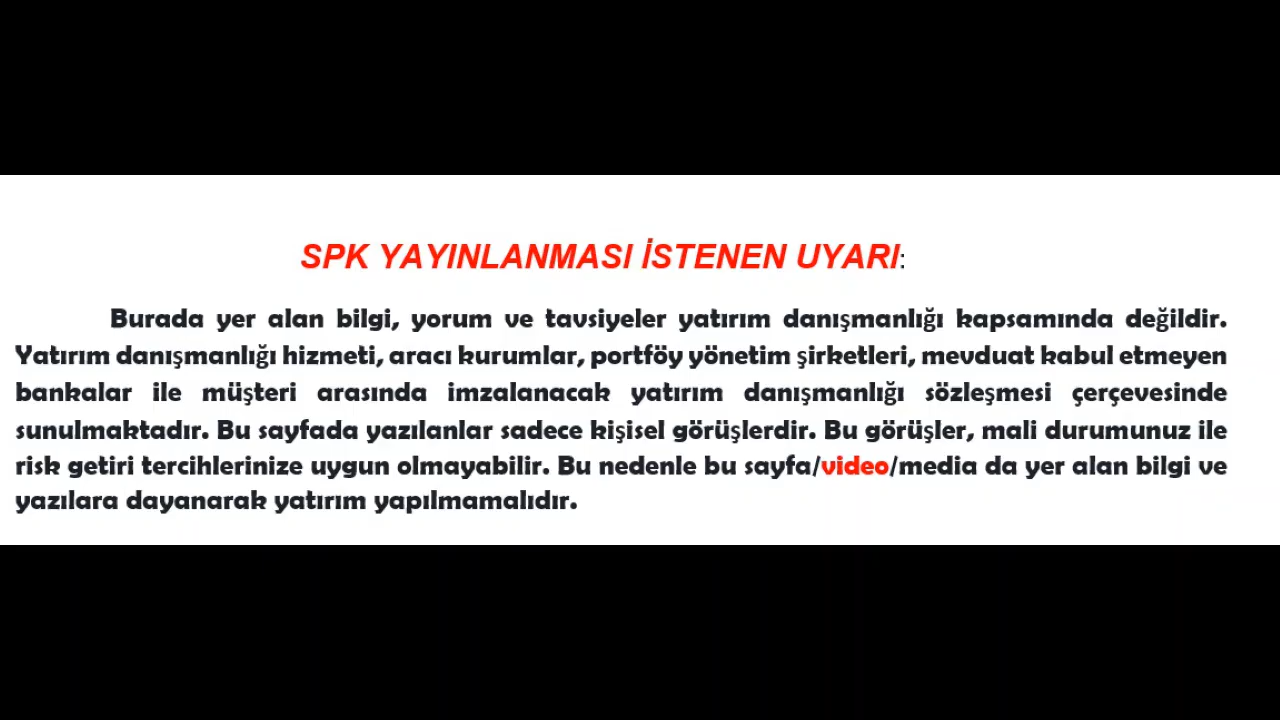 SPK YAYINLANMASI İSTENEN UYARI:
Burada yer alan bilgi, yorum ve tavsiyeler yatırım danışmanlığı kapsamında değildir.
Yatırım danışmanlığı hizmeti, aracı kurumlar, portföy yönetim şirketleri, mevduat kabul etmeyen
bankalar ile müşteri arasında imzalanacak yatırım danışmanlığı sözleşmesi çerçevesinde
sunulmaktadır. Bu sayfada yazılanlar sadece kişisel görüşlerdir. Bu görüşler, mali durumunuz ile
risk getiri tercihlerinize uygun olmayabilir. Bu nedenle bu sayfa/video/media da yer alan bilgi ve
yazılara dayanarak yatırım yapılmamalıdır.